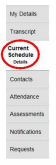 My Details
Transcript
Current
Schedule
Details
Contacts
Attendance
Assessments
Notifications
Requests